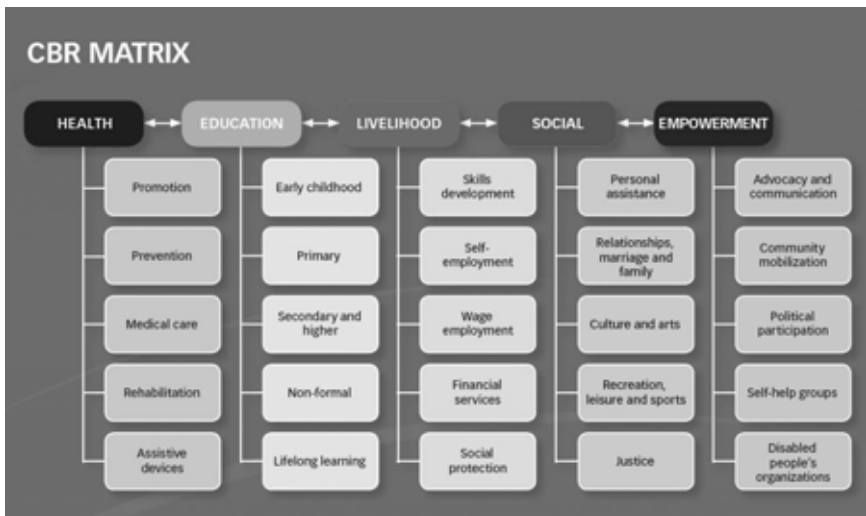 CBR MATRIX
HEALTH
EDUCATION
LIVELIHOOD
SOCIAL
EMPOWERMENT
Promotion
Prevention
Medical care
Rehabilitation
Assistive
devices
Early childhood
Primary
Secondary and
higher
Non-formal
Lifelong learning
Skills
development
Self-
employment
Wage
employment
Financial
services
Social
protection
Personal
assistance
Relationships,
marriage and
family
Culture and arts
Recreation,
leisure and sports
Justice
Advocacy and
communication
Community
mobilization
Political
participation
Self-help groups
Disabled
people's
organizations